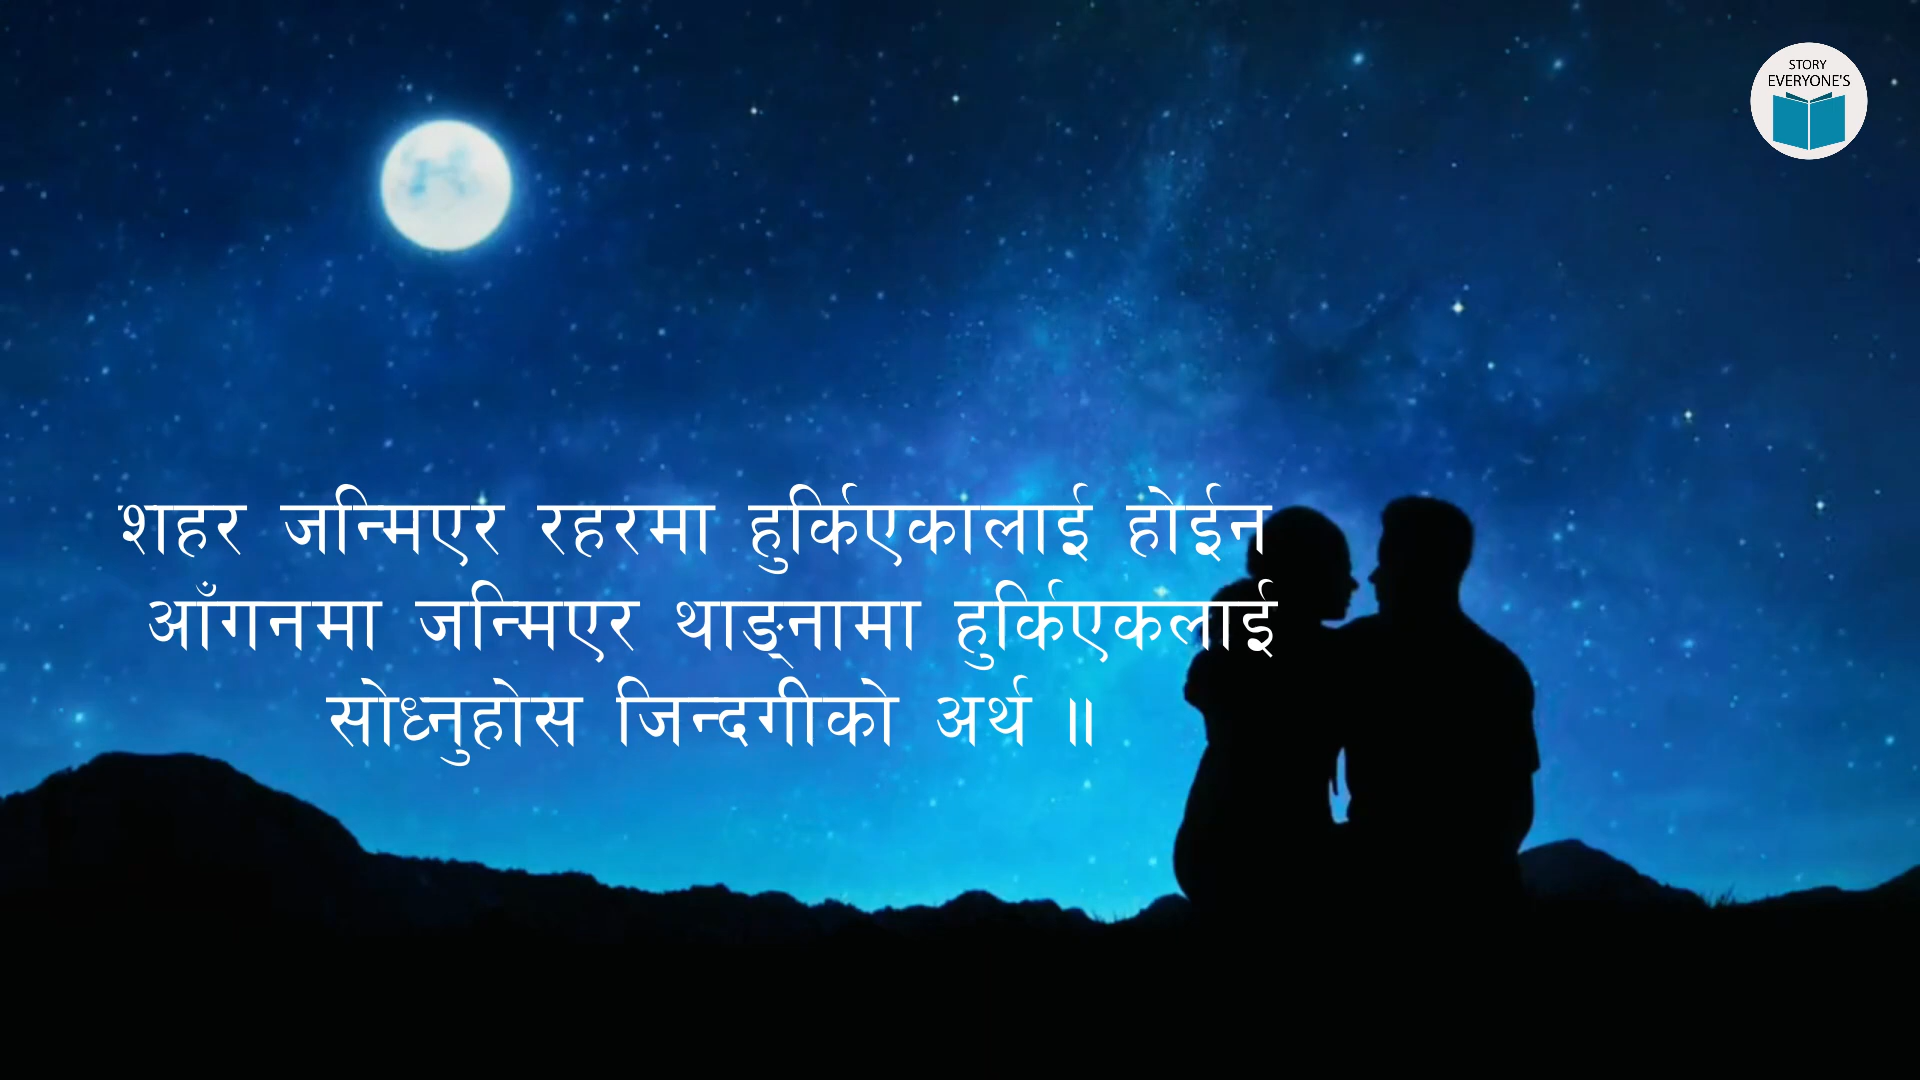 STORY
EVERYONE'S
शहर जन्मिएर रहरमा हुर्किएकालाई होईन
आँगनमा जन्मिएर थाङ्नामा हुर्किएकलाई
सोध्नुहोस जिन्दगीको अर्थ ॥